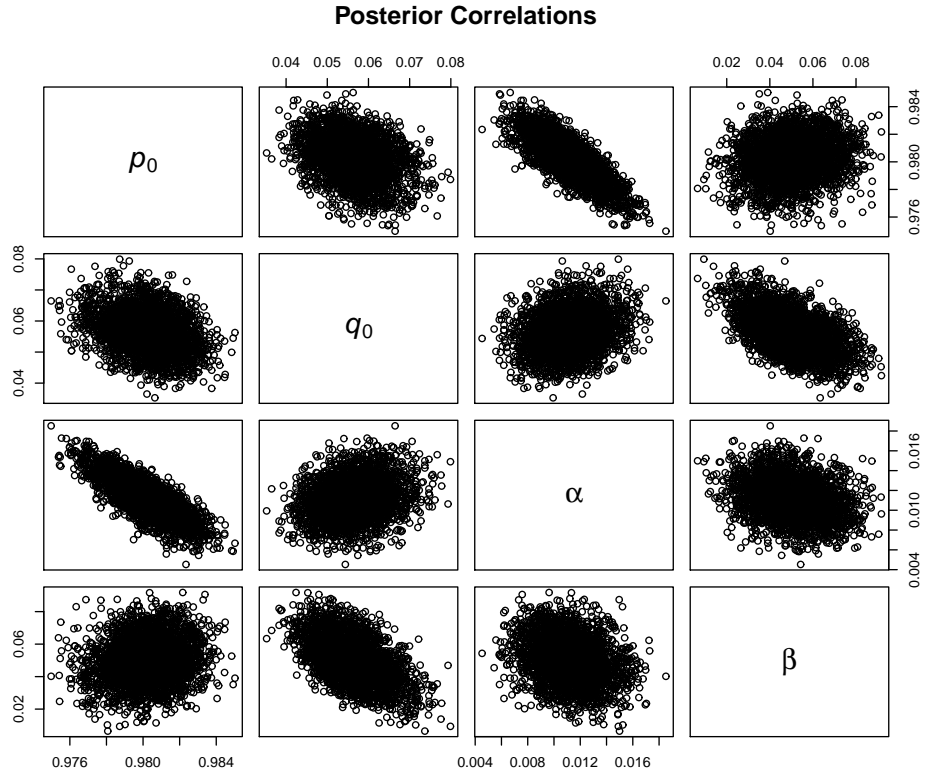 Posterior Correlations
0.04 0.05 0.06 0.07 0.08
0.02 0.04 0.06 0.08
p0
0.976 0.980 0.984
0.04 0.06 0.08
q0
α
0.004 0.010 0.016
0.02 0.06
β
0.976 0.980 0.984
0.004 0.008 0.012 0.016